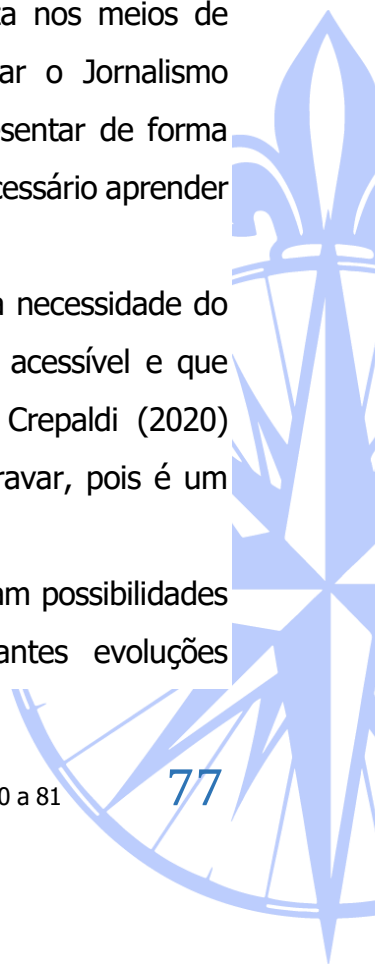 nos meios de
ar o Jornalismo
sentar de forma
cessário aprender
necessidade do
acessível e que
Crepaldi (2020)
ravar, pois é um
am possibilidades
antes evoluções
0 a 81
77